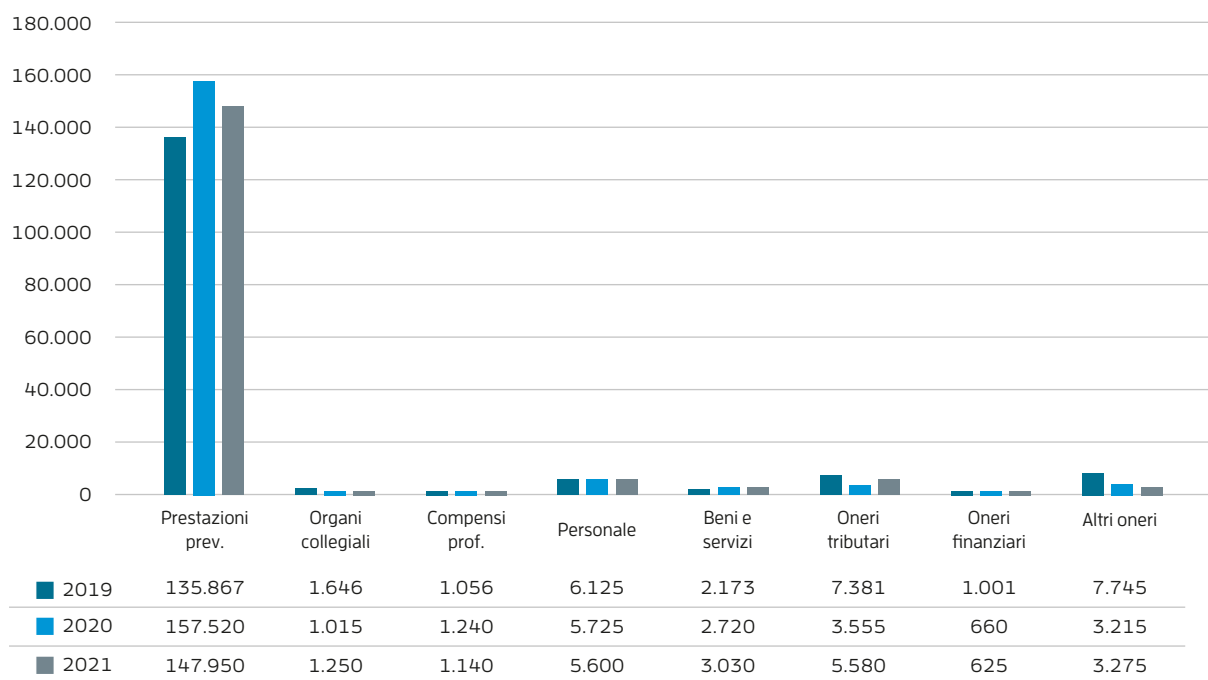 180.000
160.000
140.000
120.000
100.000
80.000
60.000
40.000
20.000
0
Prestazioni prev.
Organi collegiali
Compensi prof.
Personale
Beni e servizi
Oneri tributari
Oneri finanziari
Altri oneri
2019 135.867 1.646 1.056 6.125 2.173 7.381 1.001 7.745
2020 157.520 1.015 1.240 5.725 2.720 3.555 660 3.215
2021 147.950 1.250 1.140 5.600 3.030 5.580 625 3.275